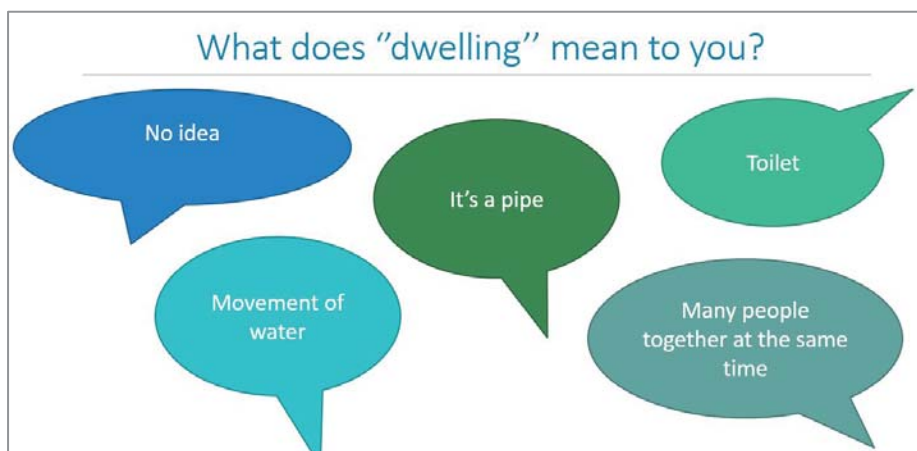 What does “dwelling” mean to you?
No idea
It’s a pipe
Toilet
Movement of
water
Many people
together at the same
time